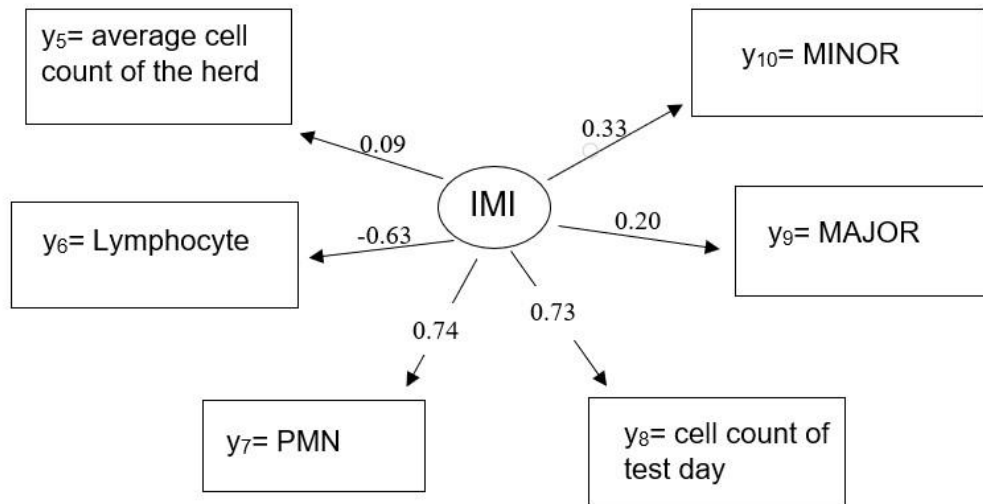 y₅= average cell
count of the herd
y₁₀= MINOR
0.09
0.33
IMI
y₆= Lymphocyte
-0.63
0.20
y₉= MAJOR
0.74
0.73
y₇= PMN
y₈= cell count of
test day